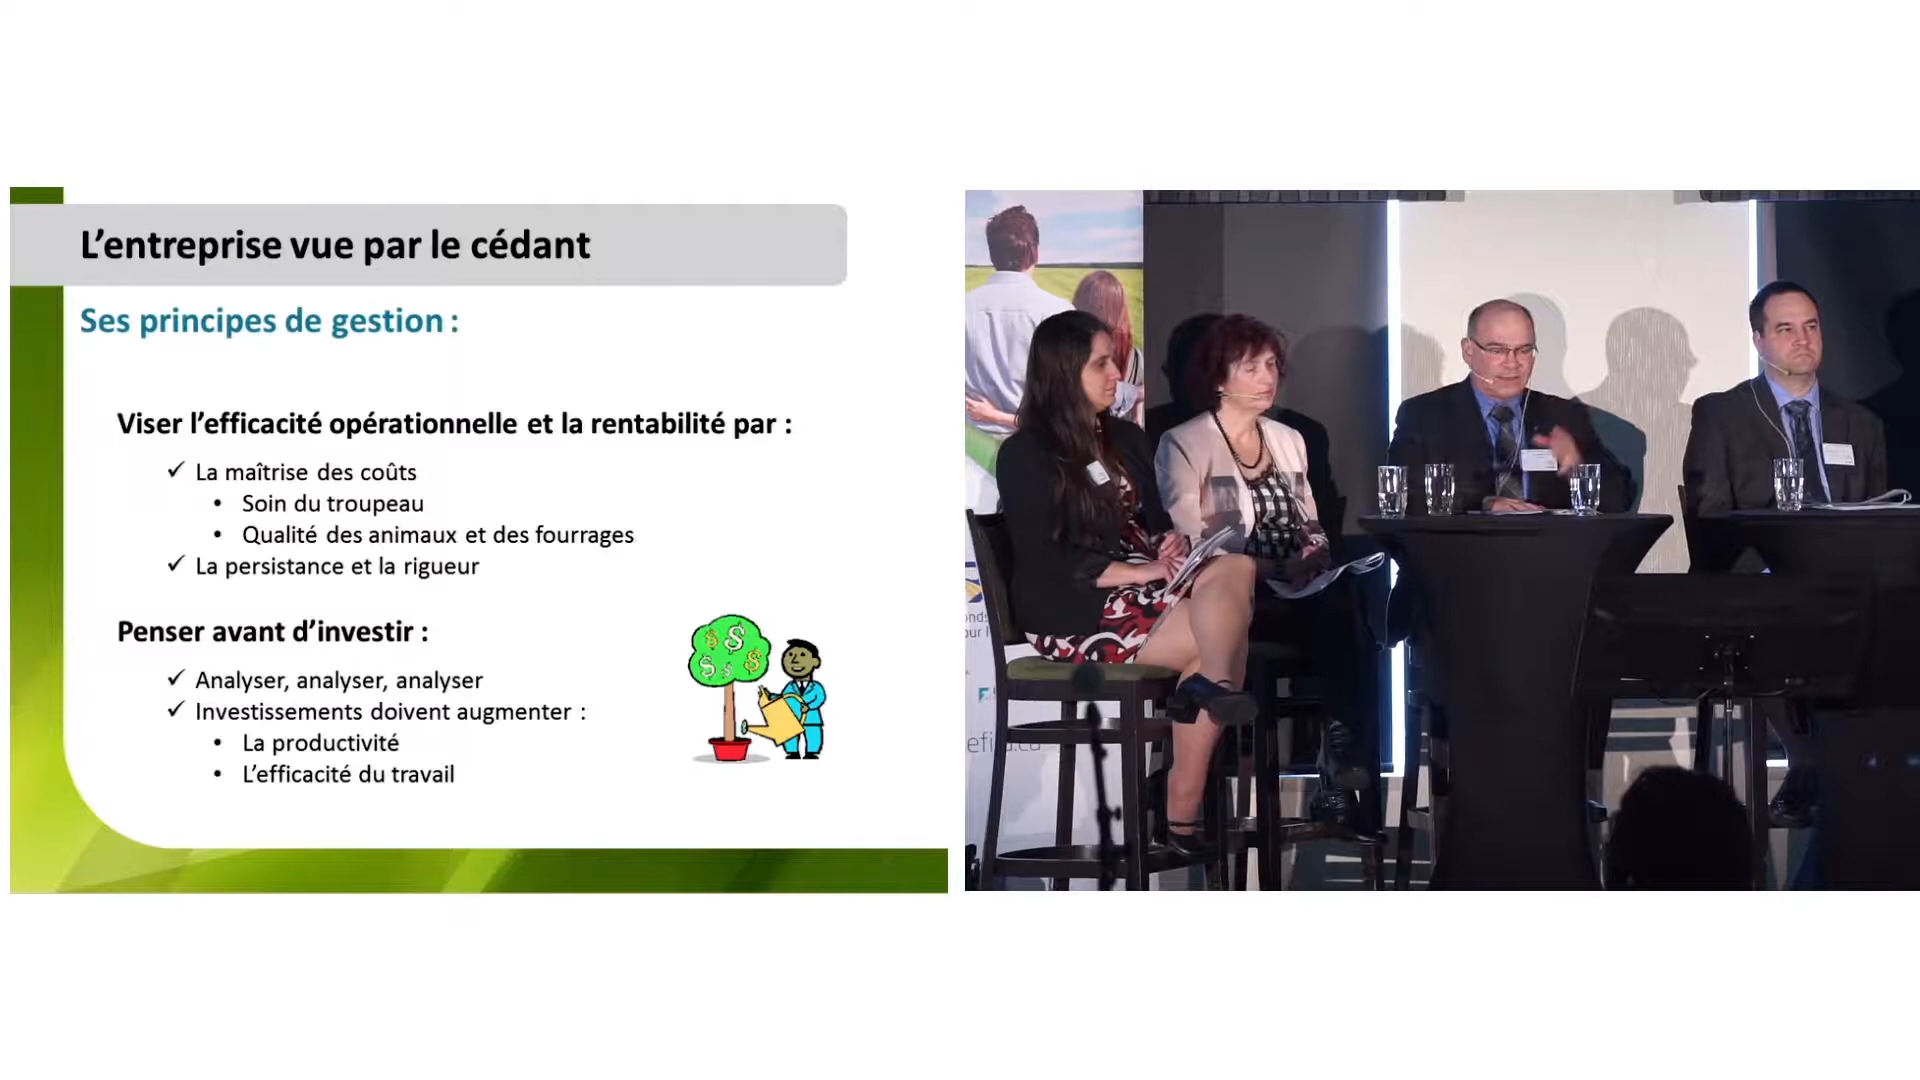 L'entreprise vue par le cédant
Ses principes de gestion :
Viser l'efficacité opérationnelle et la rentabilité par :
✓ La maîtrise des coûts
• Soin du troupeau
• Qualité des animaux et des fourrages
✓ La persistance et la rigueur
Penser avant d'investir :
✓ Analyser, analyser, analyser
✓ Investissements doivent augmenter :
• La productivité
• L'efficacité du travail